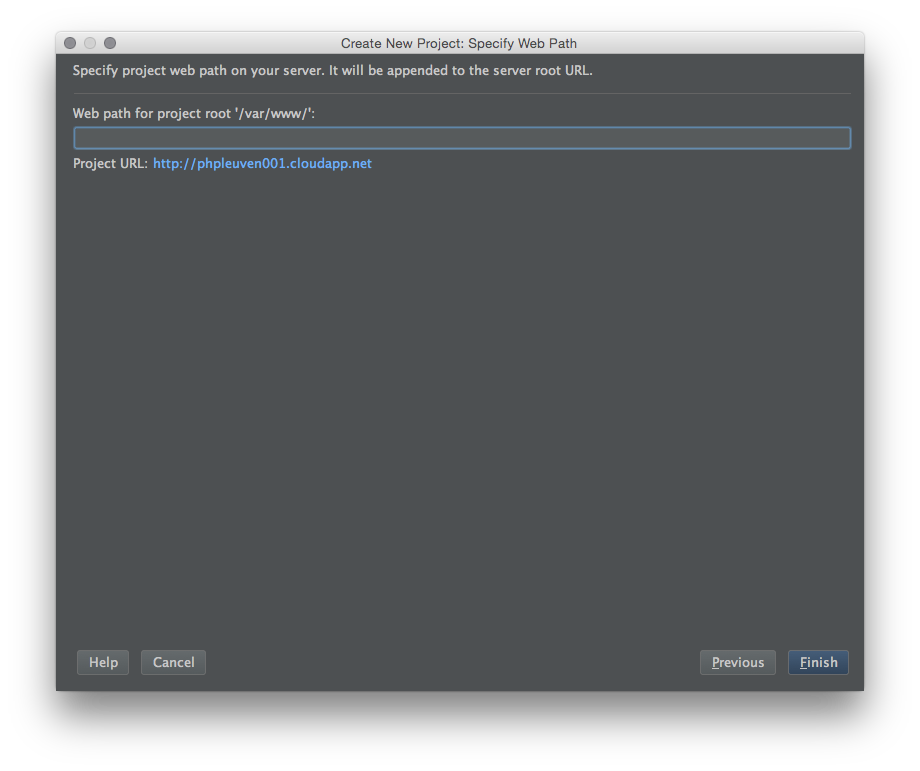 Create New Project: Specify Web Path
Specify project web path on your server. It will be appended to the server root URL.
Web path for project root '/var/www/':
Project URL: http://phpleuven001.cloudapp.net
Help Cancel Previous Finish